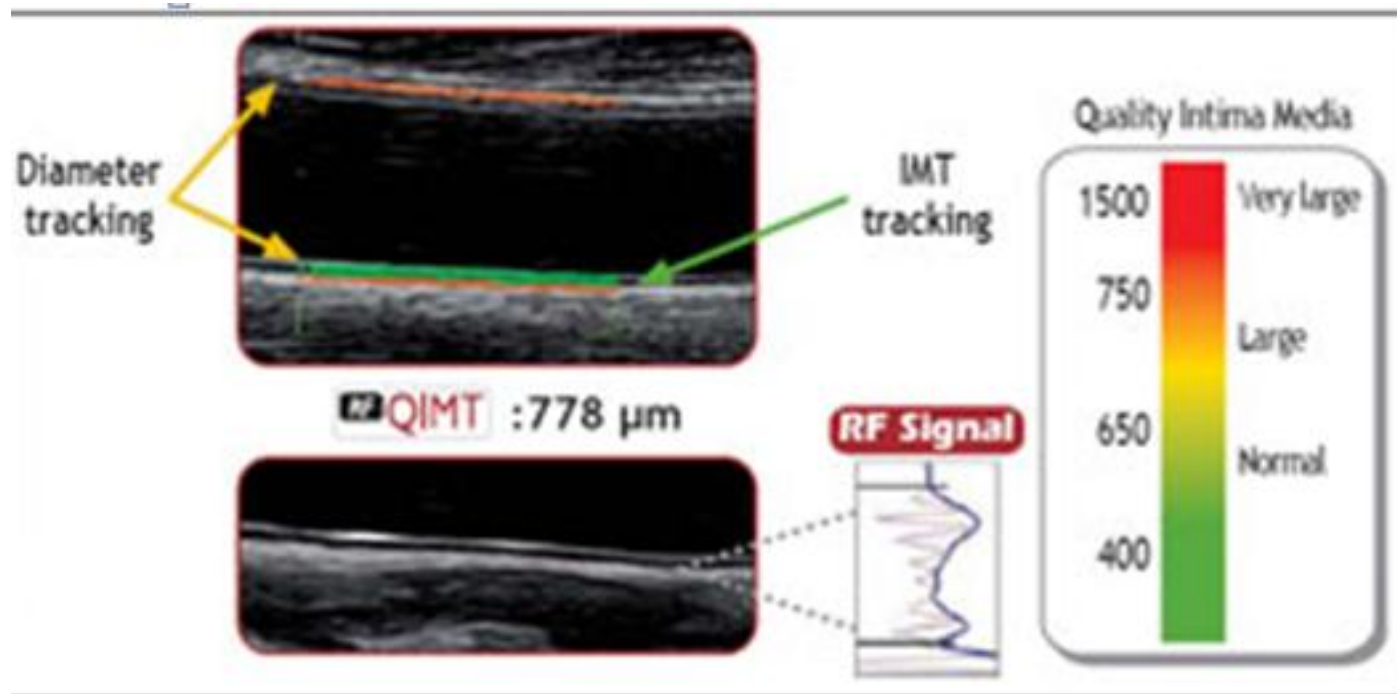 Diameter
tracking
IMT
tracking
RF QIMT :778 µm
RF Signal
Quality Intima Media
1500
Very large
750
Large
650
Normal
400